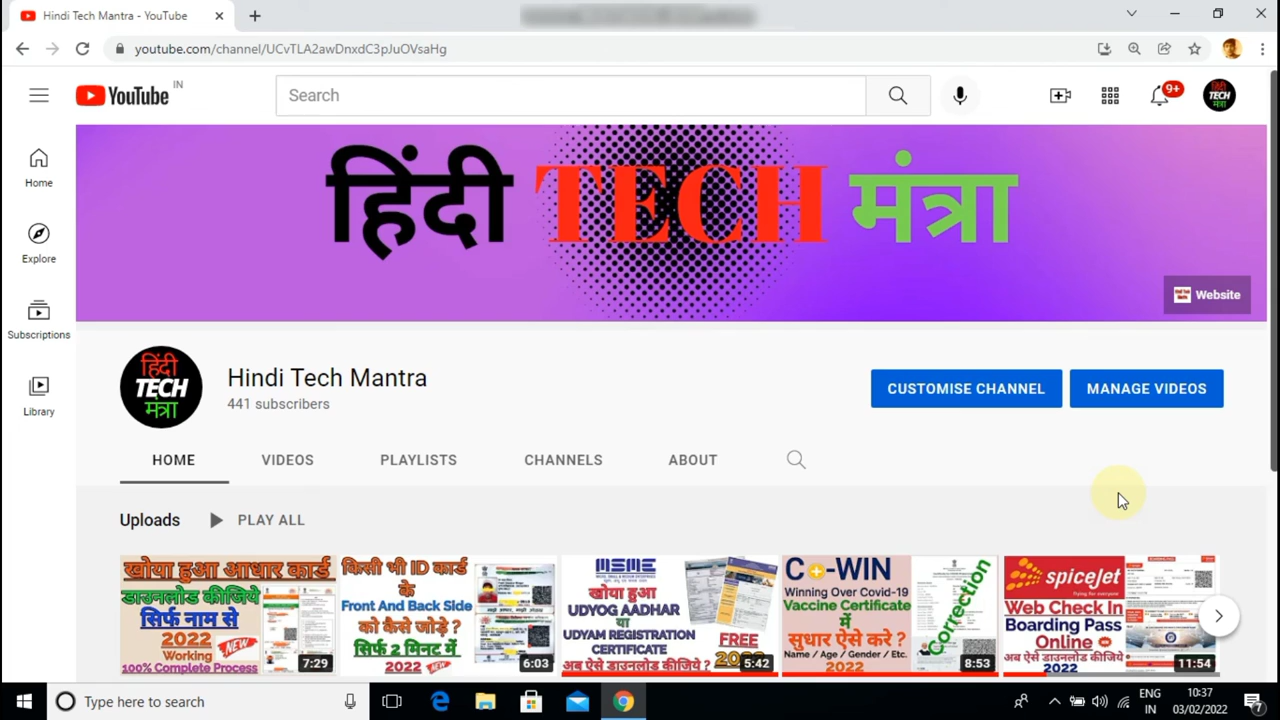 Hindi Tech Mantra - YouTube
youtube.com/channel/UCvTLA2awDnxdC3pJuOVsaHg
YouTube IN
Search
9+
हिंदी TECH मंत्रा
Home
Explore
Subscriptions
Library
हिंदी TECH मंत्रा
Website
हिंदी
TECH
मंत्रा
Hindi Tech Mantra
441 subscribers
CUSTOMISE CHANNEL
MANAGE VIDEOS
HOME VIDEOS PLAYLISTS CHANNELS ABOUT
Uploads PLAY ALL
खोया हुआ आधार कार्ड
डाउनलोड कीजिये
सिर्फ नाम से
2022
Working NEW
100% Complete Process
7:29
किसी भी ID कार्ड
के
Front And Back Side
को कैसे जोड़े ?
सिर्फ 2 मिनट में
2022 NEW
6:03
MSME
खोया हुआ
UDYOG AADHAR
या
UDYAM REGISTRATION
CERTIFICATE
FREE
अब ऐसे डाउनलोड कीजिये ?
5:42
CO-WIN
Winning Over Covid-19
Vaccine Certificate
में
सुधार ऐसे करे ?
Name / Age / Gender / Etc.
2022
Correction
8:53
spiceJet
Web Check In
Boarding Pass
Online
अब ऐसे डाउनलोड कीजिये
2022
11:54
Type here to search
ENG
IN
10:37
03/02/2022
7